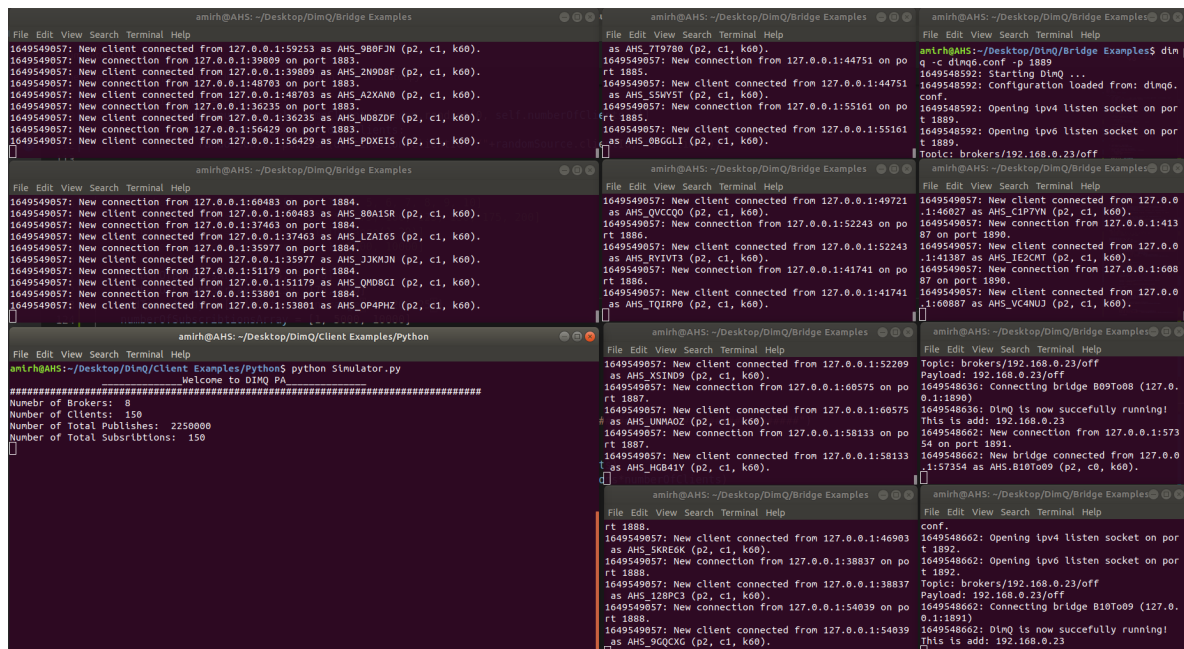 amirh@AHS: ~/Desktop/DimQ/Bridge Examples
File Edit View Search Terminal Help
1649549057: New client connected from 127.0.0.1:59253 as AHS_9B0FJN (p2, c1, k60).
1649549057: New connection from 127.0.0.1:39809 on port 1883.
1649549057: New client connected from 127.0.0.1:39809 as AHS_2N9D8F (p2, c1, k60).
1649549057: New connection from 127.0.0.1:48703 on port 1883.
1649549057: New client connected from 127.0.0.1:48703 as AHS_A2XAN0 (p2, c1, k60).
1649549057: New connection from 127.0.0.1:36235 on port 1883.
1649549057: New client connected from 127.0.0.1:36235 as AHS_WD8ZDF (p2, c1, k60).
1649549057: New connection from 127.0.0.1:56429 on port 1883.
1649549057: New client connected from 127.0.0.1:56429 as AHS_PDXEIS (p2, c1, k60).
amirh@AHS: ~/Desktop/DimQ/Bridge Examples
File Edit View Search Terminal Help
1649549057: New connection from 127.0.0.1:60483 on port 1884.
1649549057: New client connected from 127.0.0.1:60483 as AHS_80A1SR (p2, c1, k60).
1649549057: New connection from 127.0.0.1:37463 on port 1884.
1649549057: New client connected from 127.0.0.1:37463 as AHS_LZAI65 (p2, c1, k60).
1649549057: New connection from 127.0.0.1:35977 on port 1884.
1649549057: New client connected from 127.0.0.1:35977 as AHS_JJKMJN (p2, c1, k60).
1649549057: New connection from 127.0.0.1:51179 on port 1884.
1649549057: New client connected from 127.0.0.1:51179 as AHS_QMD8GI (p2, c1, k60).
1649549057: New connection from 127.0.0.1:53801 on port 1884.
1649549057: New client connected from 127.0.0.1:53801 as AHS_OP4PHZ (p2, c1, k60).
amirh@AHS: ~/Desktop/DimQ/Client Examples/Python
File Edit View Search Terminal Help
amirh@AHS:~/Desktop/DimQ/Client Examples/Python$ python Simulator.py
______________Welcome to DIMQ PA______________
###################################################################################
Numebr of Brokers: 8
Number of Clients: 150
Number of Total Publishes: 2250000
Number of Total Subsribtions: 150
amirh@AHS: ~/Desktop/DimQ/Bridge Examples
File Edit View Search Terminal Help
as AHS_7T9780 (p2, c1, k60).
1649549057: New connection from 127.0.0.1:44751 on po
rt 1885.
1649549057: New client connected from 127.0.0.1:44751
as AHS_S5WY5T (p2, c1, k60).
1649549057: New connection from 127.0.0.1:55161 on po
rt 1885.
1649549057: New client connected from 127.0.0.1:55161
as AHS_0BGGLI (p2, c1, k60).
amirh@AHS: ~/Desktop/DimQ/Bridge Examples
File Edit View Search Terminal Help
1649549057: New client connected from 127.0.0.1:49721
as AHS_QVCCQO (p2, c1, k60).
1649549057: New connection from 127.0.0.1:52243 on po
rt 1886.
1649549057: New client connected from 127.0.0.1:52243
as AHS_RYIVT3 (p2, c1, k60).
1649549057: New connection from 127.0.0.1:41741 on po
rt 1886.
1649549057: New client connected from 127.0.0.1:41741
as AHS_TQIRP0 (p2, c1, k60).
amirh@AHS: ~/Desktop/DimQ/Bridge Examples
File Edit View Search Terminal Help
1649549057: New client connected from 127.0.0.1:52209
as AHS_XSIND9 (p2, c1, k60).
1649549057: New connection from 127.0.0.1:60575 on po
rt 1887.
1649549057: New client connected from 127.0.0.1:60575
as AHS_UNMAOZ (p2, c1, k60).
1649549057: New connection from 127.0.0.1:58133 on po
rt 1887.
1649549057: New client connected from 127.0.0.1:58133
as AHS_HGB41Y (p2, c1, k60).
amirh@AHS: ~/Desktop/DimQ/Bridge Examples
File Edit View Search Terminal Help
rt 1888.
1649549057: New client connected from 127.0.0.1:46903
as AHS_5KRE6K (p2, c1, k60).
1649549057: New connection from 127.0.0.1:38837 on po
rt 1888.
1649549057: New client connected from 127.0.0.1:38837
as AHS_128PC3 (p2, c1, k60).
1649549057: New connection from 127.0.0.1:54039 on po
rt 1888.
1649549057: New client connected from 127.0.0.1:54039
as AHS_9GQCXG (p2, c1, k60).
amirh@AHS: ~/Desktop/DimQ/Bridge Examples
File Edit View Search Terminal Help
amirh@AHS:~/Desktop/DimQ/Bridge Examples$ dim
q -c dimq6.conf -p 1889
1649548592: Starting DimQ ...
1649548592: Configuration loaded from: dimq6.
conf.
1649548592: Opening ipv4 listen socket on por
t 1889.
1649548592: Opening ipv6 listen socket on por
t 1889.
Topic: brokers/192.168.0.23/off
amirh@AHS: ~/Desktop/DimQ/Bridge Examples
File Edit View Search Terminal Help
1649549057: New client connected from 127.0.0
.1:46027 as AHS_C1P7YN (p2, c1, k60).
1649549057: New connection from 127.0.0.1:413
87 on port 1890.
1649549057: New client connected from 127.0.0
.1:41387 as AHS_IE2CMT (p2, c1, k60).
1649549057: New connection from 127.0.0.1:608
87 on port 1890.
1649549057: New client connected from 127.0.0
.1:60887 as AHS_VC4NUJ (p2, c1, k60).
amirh@AHS: ~/Desktop/DimQ/Bridge Examples
File Edit View Search Terminal Help
Topic: brokers/192.168.0.23/off
Payload: 192.168.0.23/off
1649548636: Connecting bridge B09To08 (127.0.
0.1:1890)
1649548636: DimQ is now succefully running!
This is add: 192.168.0.23
1649548662: New connection from 127.0.0.1:573
54 on port 1891.
1649548662: New bridge connected from 127.0.0
.1:57354 as AHS.B10To09 (p2, c0, k60).
amirh@AHS: ~/Desktop/DimQ/Bridge Examples
File Edit View Search Terminal Help
conf.
1649548662: Opening ipv4 listen socket on por
t 1892.
1649548662: Opening ipv6 listen socket on por
t 1892.
Topic: brokers/192.168.0.23/off
Payload: 192.168.0.23/off
1649548662: Connecting bridge B10To09 (127.0.
0.1:1891)
1649548662: DimQ is now succefully running!
This is add: 192.168.0.23